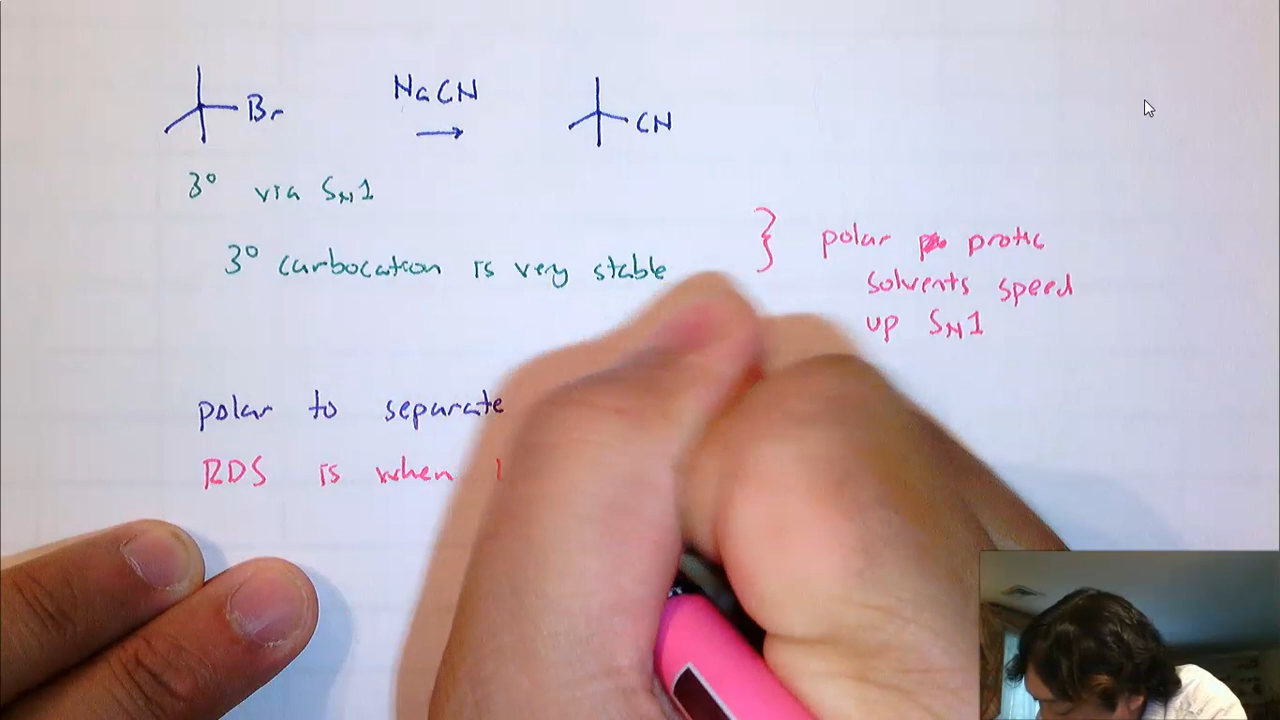 Br NaCN CN
3° via SN1
3° carbocation is very stable
} polar protic
solvents speed
up SN1
polar to separate
RDS is when